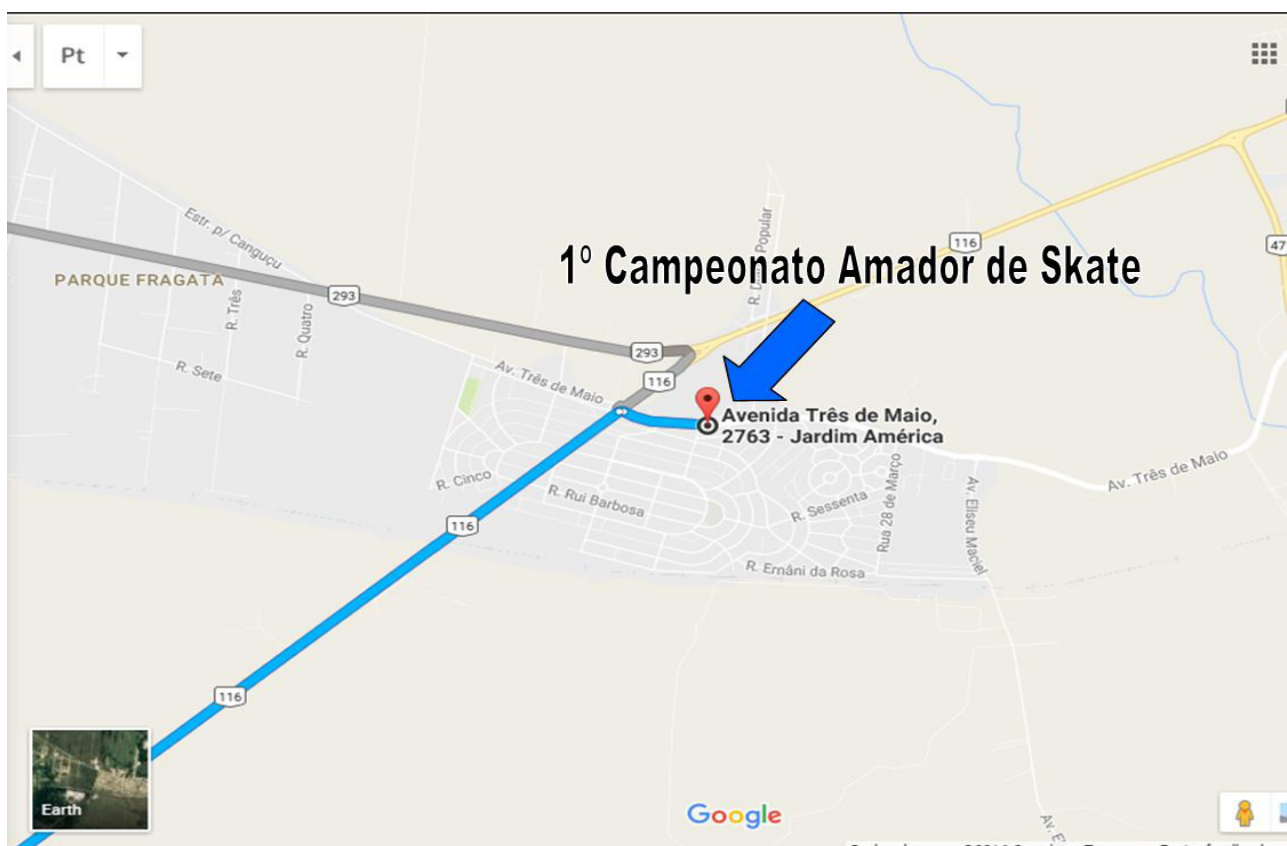 Pt
116
47
1º Campeonato Amador de Skate
Estr. p/ Canguçu
PARQUE FRAGATA
293
R. Três
R. Quatro
R. Sete
293
116
Popular
Av. Três de Maio
Avenida Três de Maio,
2763 - Jardim América
R. Cinco
R. Rui Barbosa
R. Sessenta
Rua 28 de Março
Av. Eliseu Maciel
Av. Três de Maio
116
R. Ernâni da Rosa
116
Earth
Google